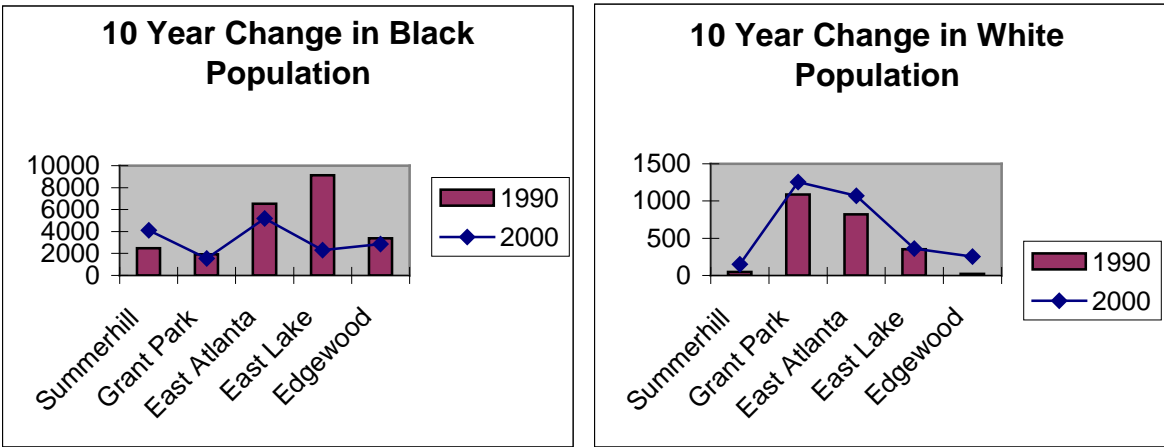 10 Year Change in Black
Population
10000
8000
6000
4000
2000
0
Summerhill
Grant Park
East Atlanta
East Lake
Edgewood
1990
2000
10 Year Change in White
Population
1500
1000
500
0
Summerhill
Grant Park
East Atlanta
East Lake
Edgewood
1990
2000